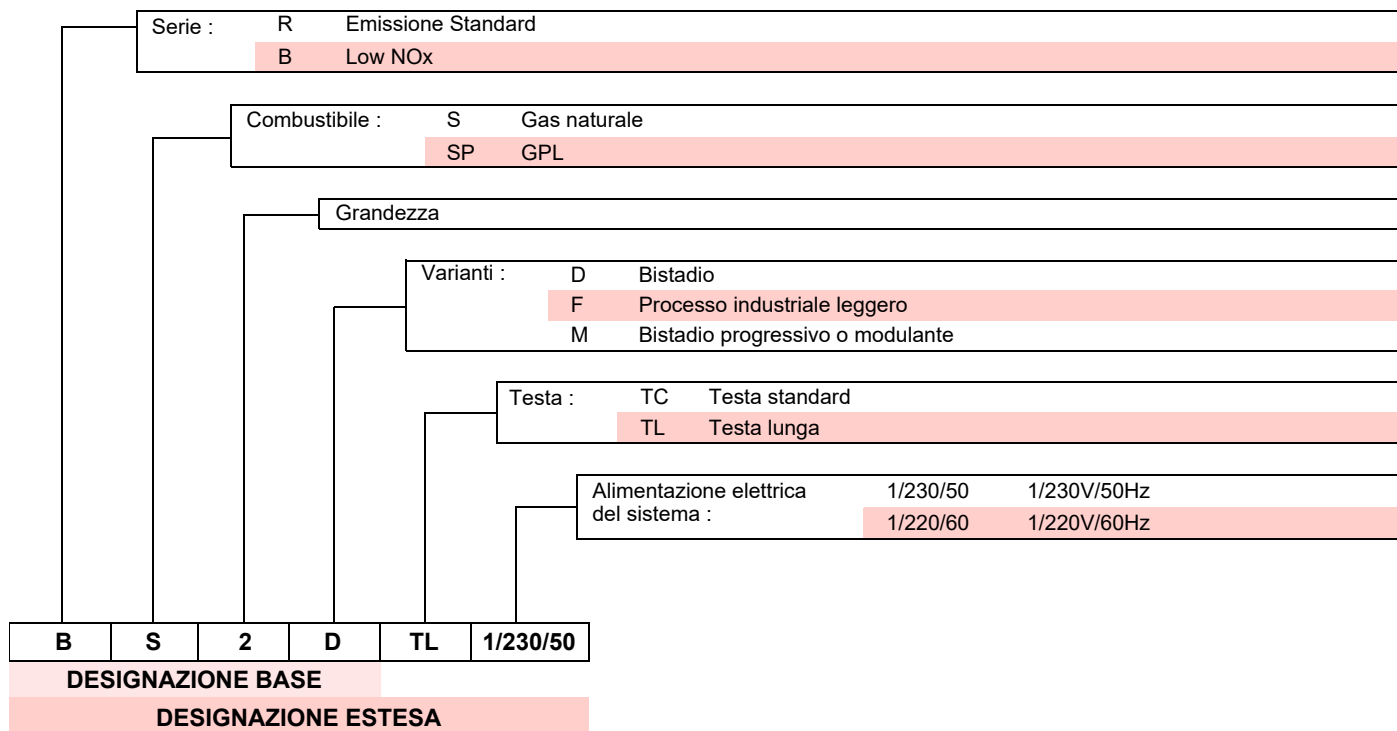 Serie : R Emissione Standard
B Low NOx
Combustibile : S Gas naturale
SP GPL
Grandezza
Varianti : D Bistadio
F Processo industriale leggero
M Bistadio progressivo o modulante
Testa : TC Testa standard
TL Testa lunga
Alimentazione elettrica 1/230/50 1/230V/50Hz
del sistema : 1/220/60 1/220V/60Hz
B S 2 D TL 1/230/50
DESIGNAZIONE BASE
DESIGNAZIONE ESTESA